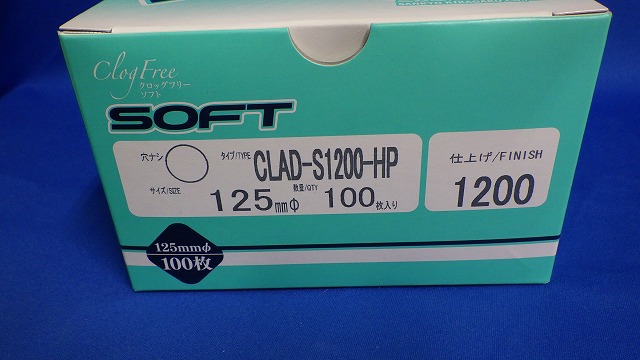 Clog Free
クロッグフリー
ソフト
SOFT
穴ナシ
タイプ/TYPE
CLAD-S1200-HP
サイズ/SIZE
125mmΦ
数量/QTY
100枚入り
仕上げ/FINISH
1200
125mmφ
100枚